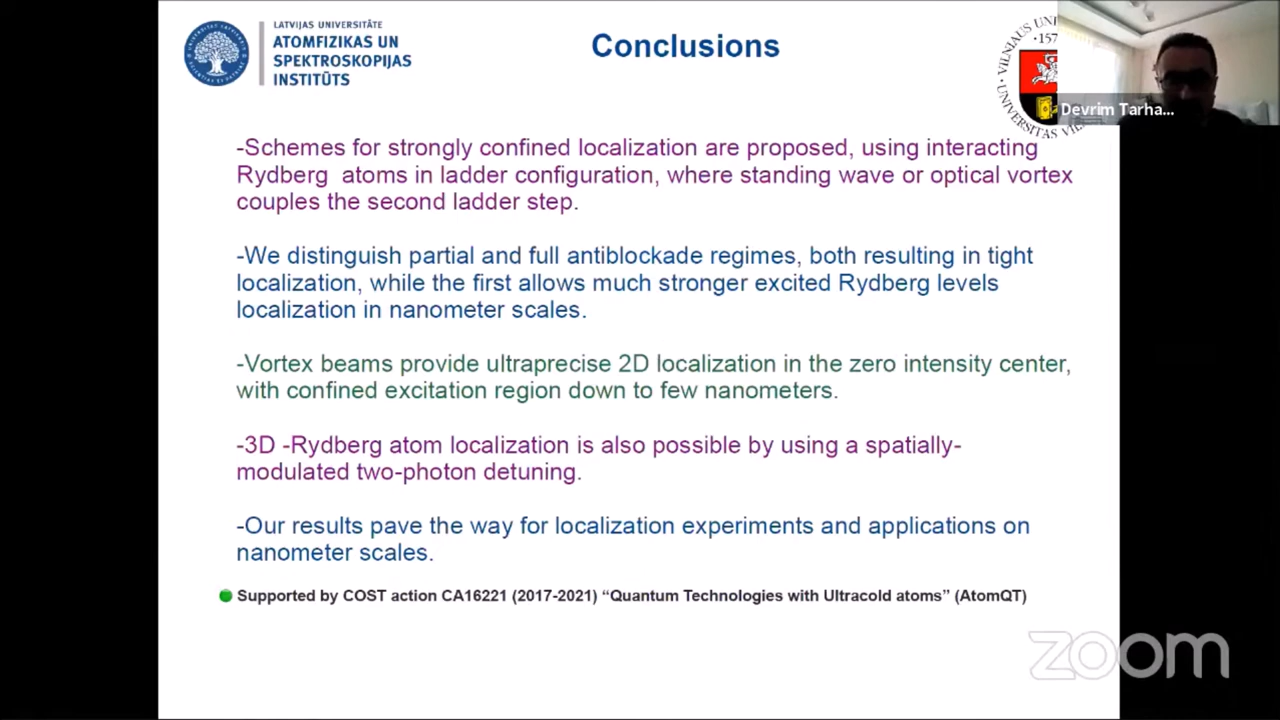 LATVIJAS UNIVERSITĀTE
ATOMFIZIKAS UN
SPEKTROSKOPIJAS
INSTITŪTS
Conclusions
Devrim Tarha...
-Schemes for strongly confined localization are proposed, using interacting
Rydberg atoms in ladder configuration, where standing wave or optical vortex
couples the second ladder step.
-We distinguish partial and full antiblockade regimes, both resulting in tight
localization, while the first allows much stronger excited Rydberg levels
localization in nanometer scales.
-Vortex beams provide ultraprecise 2D localization in the zero intensity center,
with confined excitation region down to few nanometers.
-3D -Rydberg atom localization is also possible by using a spatially-
modulated two-photon detuning.
-Our results pave the way for localization experiments and applications on
nanometer scales.
Supported by COST action CA16221 (2017-2021) “Quantum Technologies with Ultracold atoms” (AtomQT)
zoom